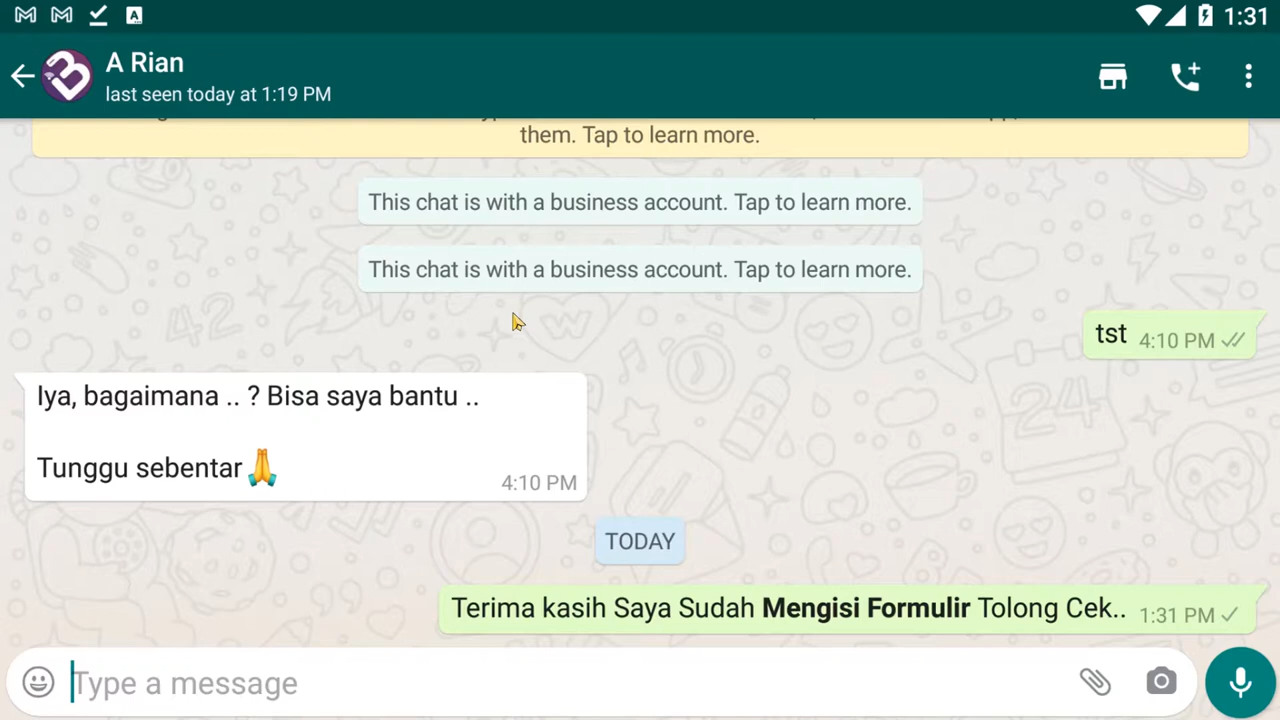 1:31
A Rian
last seen today at 1:19 PM
them. Tap to learn more.
This chat is with a business account. Tap to learn more.
This chat is with a business account. Tap to learn more.
tst 4:10 PM
Iya, bagaimana .. ? Bisa saya bantu ..
Tunggu sebentar🙏
4:10 PM
TODAY
Terima kasih Saya Sudah Mengisi Formulir Tolong Cek.. 1:31 PM
Type a message